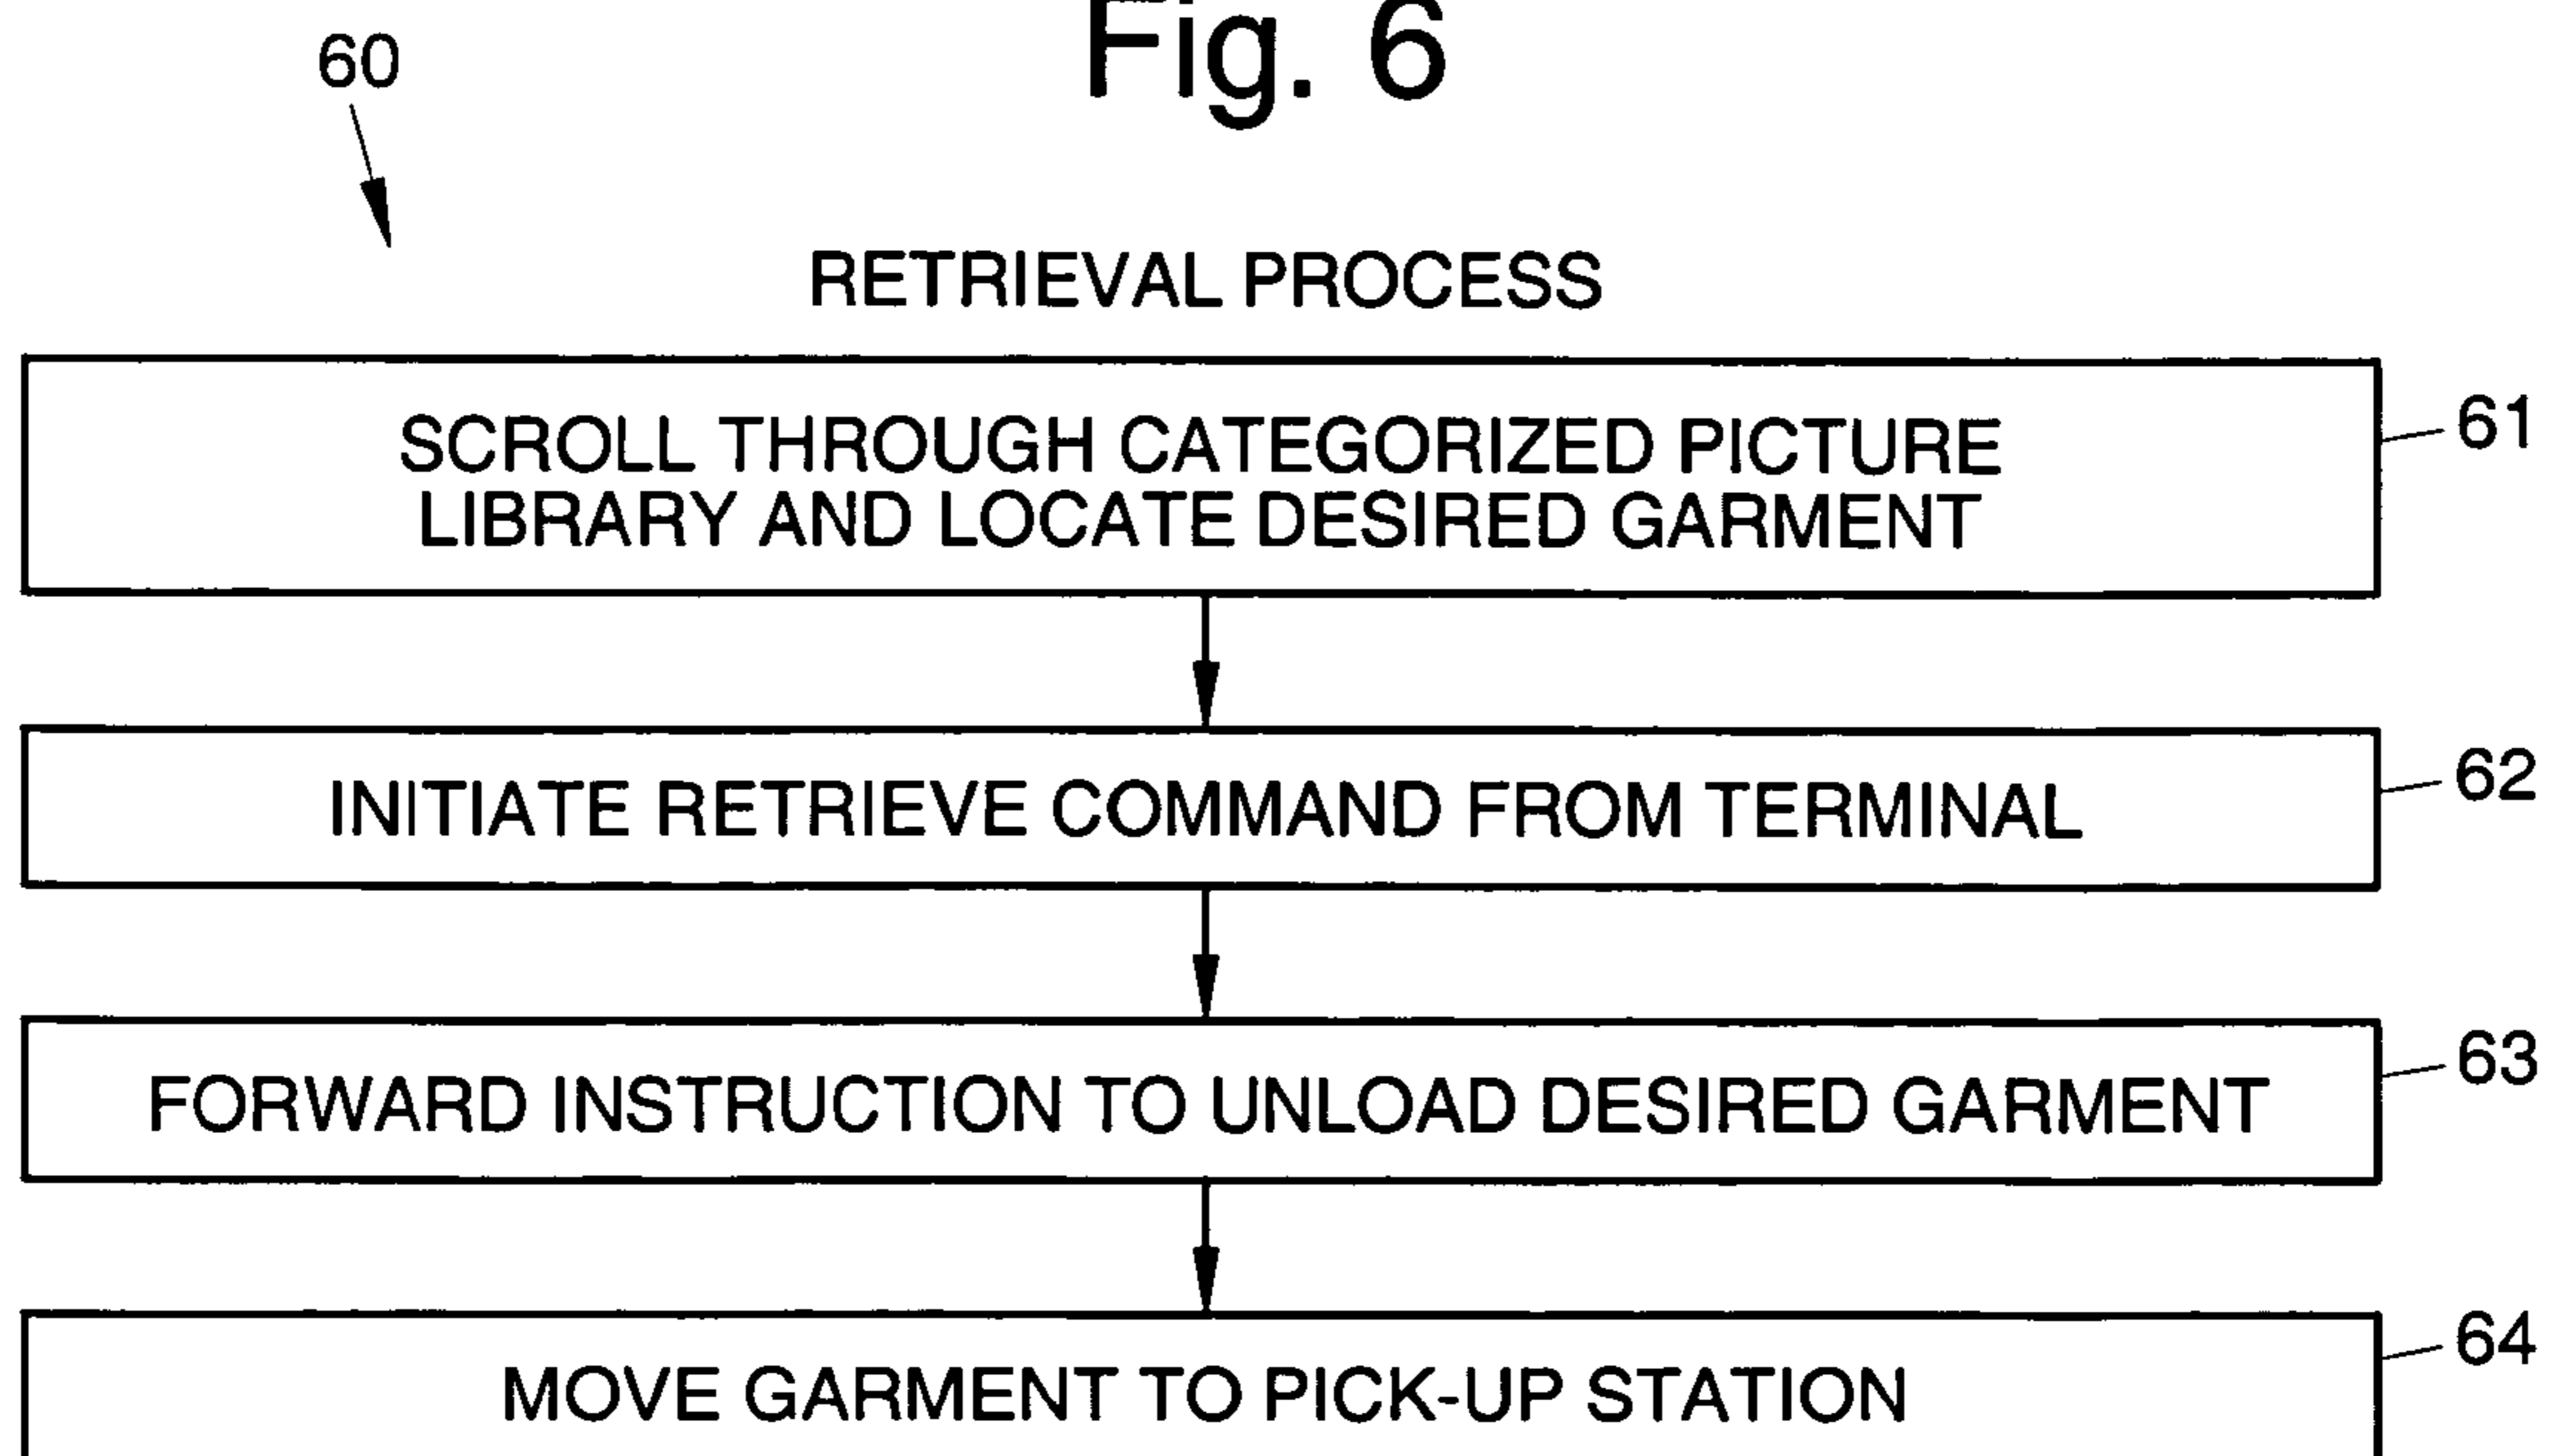 Fig. 6
60
RETRIEVAL PROCESS
SCROLL THROUGH CATEGORIZED PICTURE
LIBRARY AND LOCATE DESIRED GARMENT
61
INITIATE RETRIEVE COMMAND FROM TERMINAL
62
FORWARD INSTRUCTION TO UNLOAD DESIRED GARMENT
63
MOVE GARMENT TO PICK-UP STATION
64